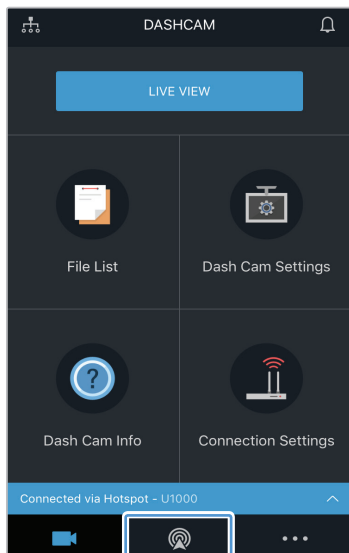 DASHCAM
LIVE VIEW
File List
Dash Cam Settings
?
Dash Cam Info
Connection Settings
Connected via Hotspot - U1000